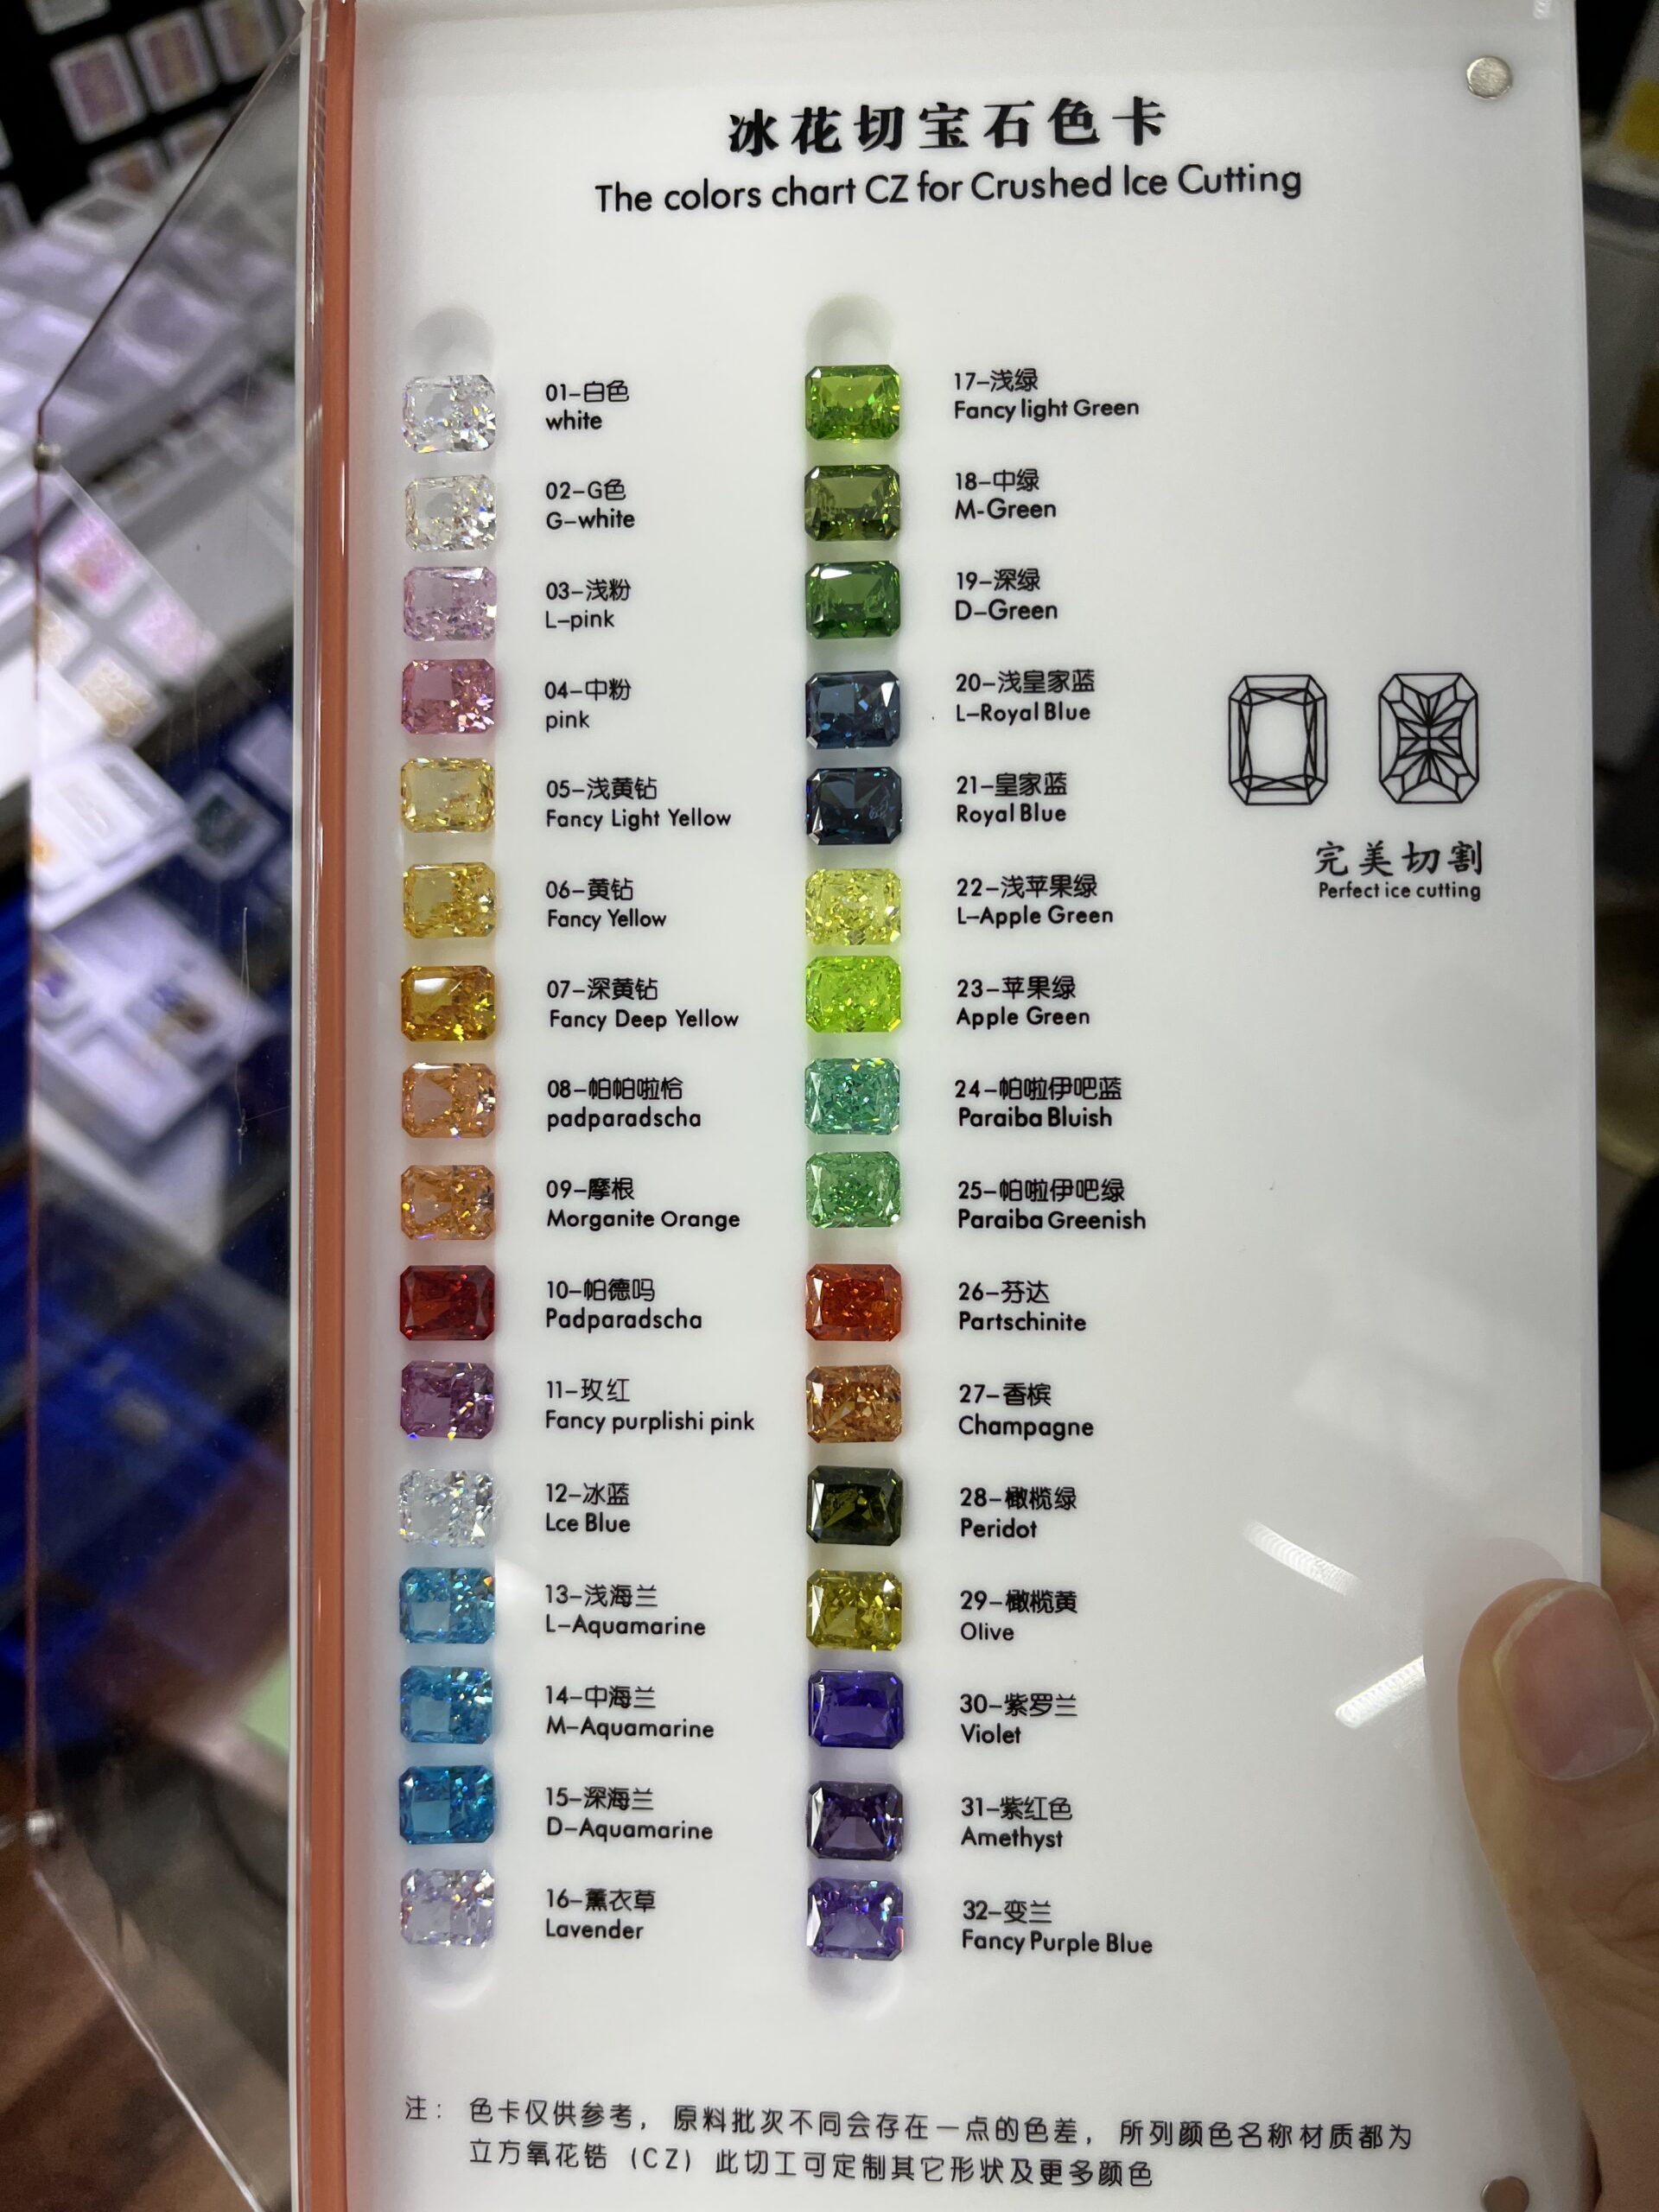 冰花切宝石色卡
The colors chart CZ for Crushed Ice Cutting
01-白色
white
02-G色
G-white
03-浅粉
L-pink
04-中粉
pink
05-浅黄钻
Fancy Light Yellow
06-黄钻
Fancy Yellow
07-深黄钻
Fancy Deep Yellow
08-帕帕啦恰
padparadscha
09-摩根
Morganite Orange
10-帕德吗
Padparadscha
11-玫红
Fancy purplishi pink
12-冰蓝
Lce Blue
13-浅海兰
L-Aquamarine
14-中海兰
M-Aquamarine
15-深海兰
D-Aquamarine
16-薰衣草
Lavender
17-浅绿
Fancy light Green
18-中绿
M-Green
19-深绿
D-Green
20-浅皇家蓝
L-Royal Blue
21-皇家蓝
Royal Blue
22-浅苹果绿
L-Apple Green
23-苹果绿
Apple Green
24-帕啦伊吧蓝
Paraiba Bluish
25-帕啦伊吧绿
Paraiba Greenish
26-芬达
Partschinite
27-香槟
Champagne
28-橄榄绿
Peridot
29-橄榄黄
Olive
30-紫罗兰
Violet
31-紫红色
Amethyst
32-变兰
Fancy Purple Blue
完美切割
Perfect ice cutting
注： 色卡仅供参考， 原料批次不同会存在一点的色差， 所列颜色名称材质都为
立方氧花锆 (CZ) 此切工可定制其它形状及更多颜色